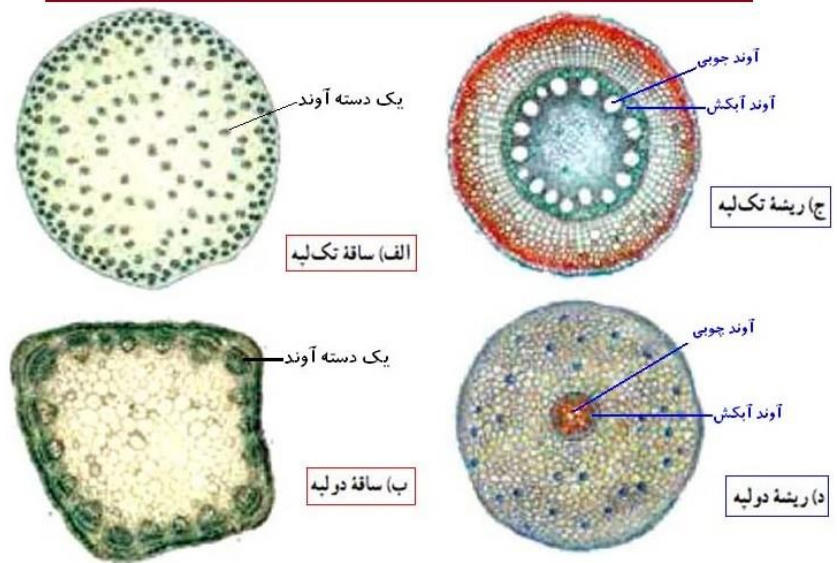 آوند چوبی
آوند آبکش
یک دسته آوند
ج) ریشهٔ تک‌لپه
الف) ساقهٔ تک‌لپه
آوند چوبی
یک دسته آوند
آوند آبکش
ب) ساقهٔ دولپه
د) ریشهٔ دولپه